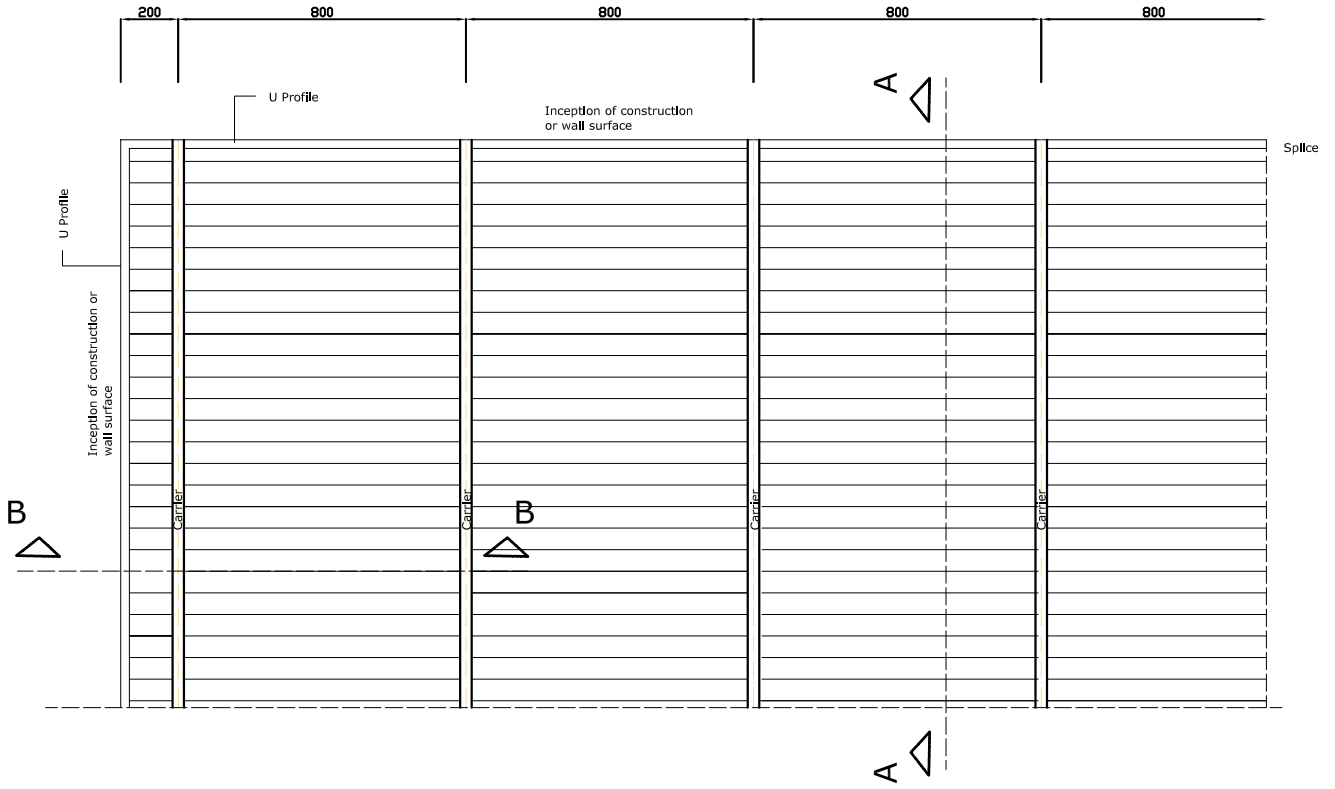 200
800
800
800
800
A
U Profile
Inception of construction
or wall surface
Splice
U Profile
Inception of construction or
wall surface
Carrier
Carrier
Carrier
Carrier
B
B
A